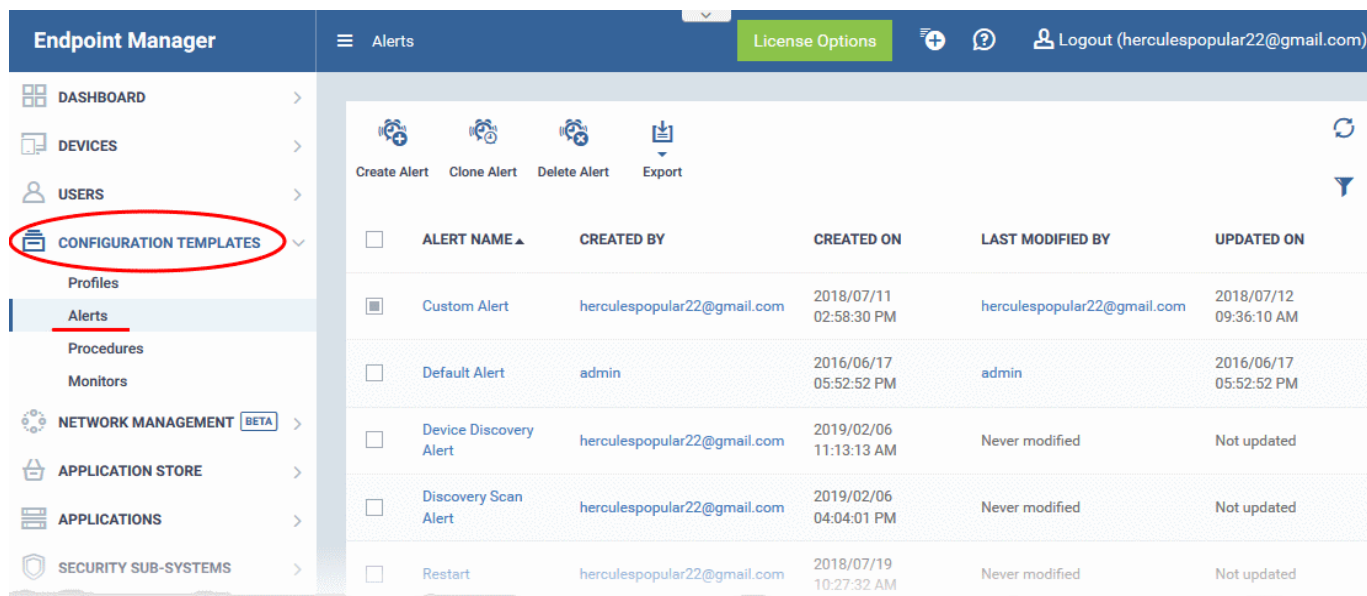 Endpoint Manager
Alerts
License Options
Logout (herculespopular22@gmail.com)
DASHBOARD
DEVICES
USERS
CONFIGURATION TEMPLATES
Profiles
Alerts
Procedures
Monitors
NETWORK MANAGEMENT BETA
APPLICATION STORE
APPLICATIONS
SECURITY SUB-SYSTEMS
Create Alert
Clone Alert
Delete Alert
Export
ALERT NAME CREATED BY CREATED ON LAST MODIFIED BY UPDATED ON
Custom Alert herculespopular22@gmail.com 2018/07/11 herculespopular22@gmail.com 2018/07/12
02:58:30 PM 09:36:10 AM
Default Alert admin 2016/06/17 admin 2016/06/17
05:52:52 PM 05:52:52 PM
Device Discovery herculespopular22@gmail.com 2019/02/06 Never modified Not updated
Alert 11:13:13 AM
Discovery Scan herculespopular22@gmail.com 2019/02/06 Never modified Not updated
Alert 04:04:01 PM
Restart herculespopular22@gmail.com 2018/07/19 Never modified Not updated
10:27:32 AM